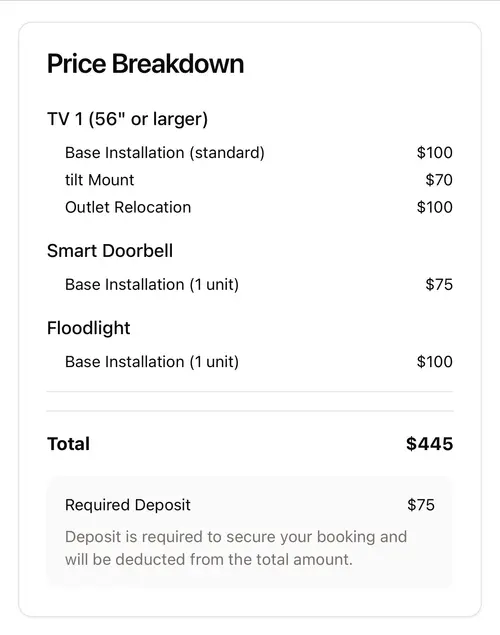 Price Breakdown
TV 1 (56" or larger)
Base Installation (standard) $100
tilt Mount $70
Outlet Relocation $100
Smart Doorbell
Base Installation (1 unit) $75
Floodlight
Base Installation (1 unit) $100
Total $445
Required Deposit $75
Deposit is required to secure your booking and
will be deducted from the total amount.